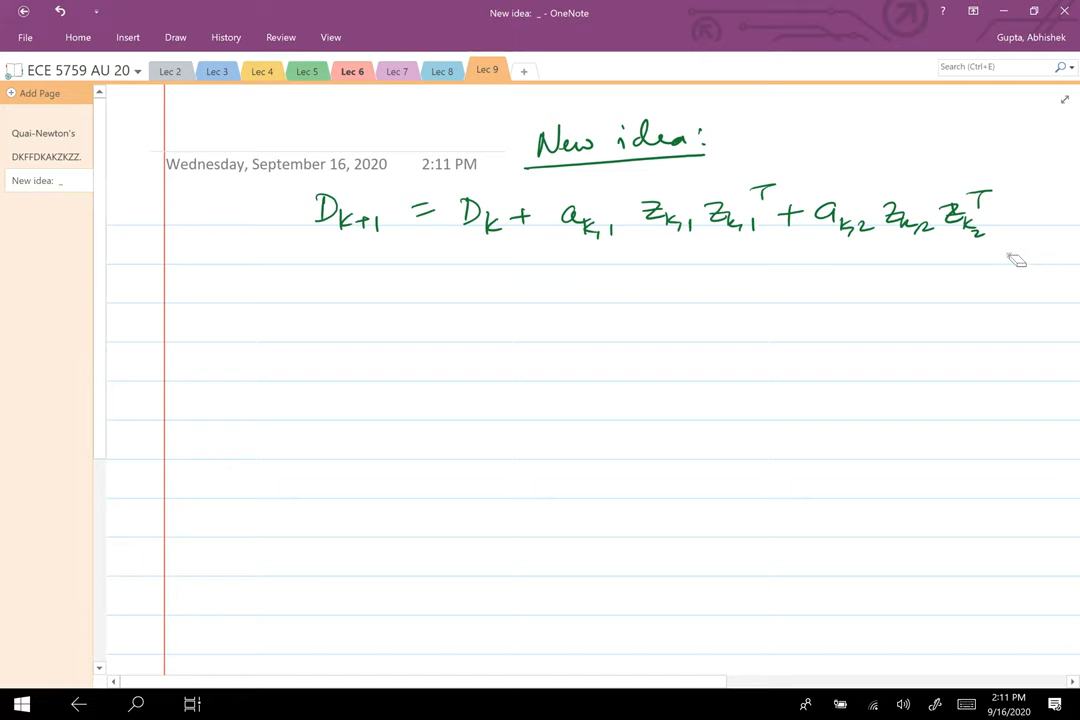 New idea: _ - OneNote
?
Gupta, Abhishek
File Home Insert Draw History Review View
ECE 5759 AU 20
Lec 2 Lec 3 Lec 4 Lec 5 Lec 6 Lec 7 Lec 8 Lec 9 +
Search (Ctrl+E)
Add Page
Quai-Newton's
DKFFDKAKZKZZ.
New idea: _
New idea:
Wednesday, September 16, 2020 2:11 PM
D_{k+1} = D_k + a_{k,1} z_{k,1} z_{k,1}^T + a_{k,2} z_{k,2} z_{k,2}^T
2:11 PM
9/16/2020